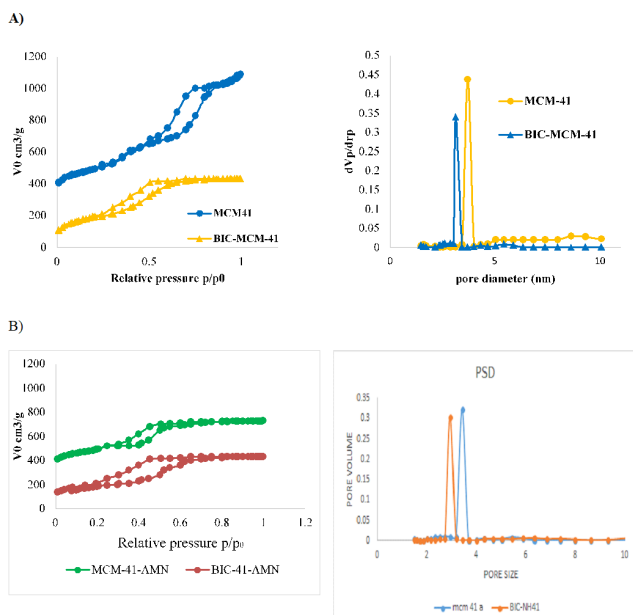 A)
1200
1000
800
600
400
200
0
V0 cm3/g
0
0.5
1
Relative pressure p/p0
MCM41
BIC-MCM-41
0.5
0.45
0.4
0.35
0.3
0.25
0.2
0.15
0.1
0.05
0
dVp/drp
0
5
10
pore diameter (nm)
MCM-41
BIC-MCM-41
B)
1200
1000
800
600
400
200
0
V0 cm3/g
0
0.2
0.4
0.6
0.8
1
1.2
Relative pressure p/p0
MCM-41-AMN
BIC-41-AMN
PSD
0.35
0.3
0.25
0.2
0.15
0.1
0.05
0
PORE VOLUME
0
2
4
6
8
10
PORE SIZE
mcm 41 a
BIC-NH41